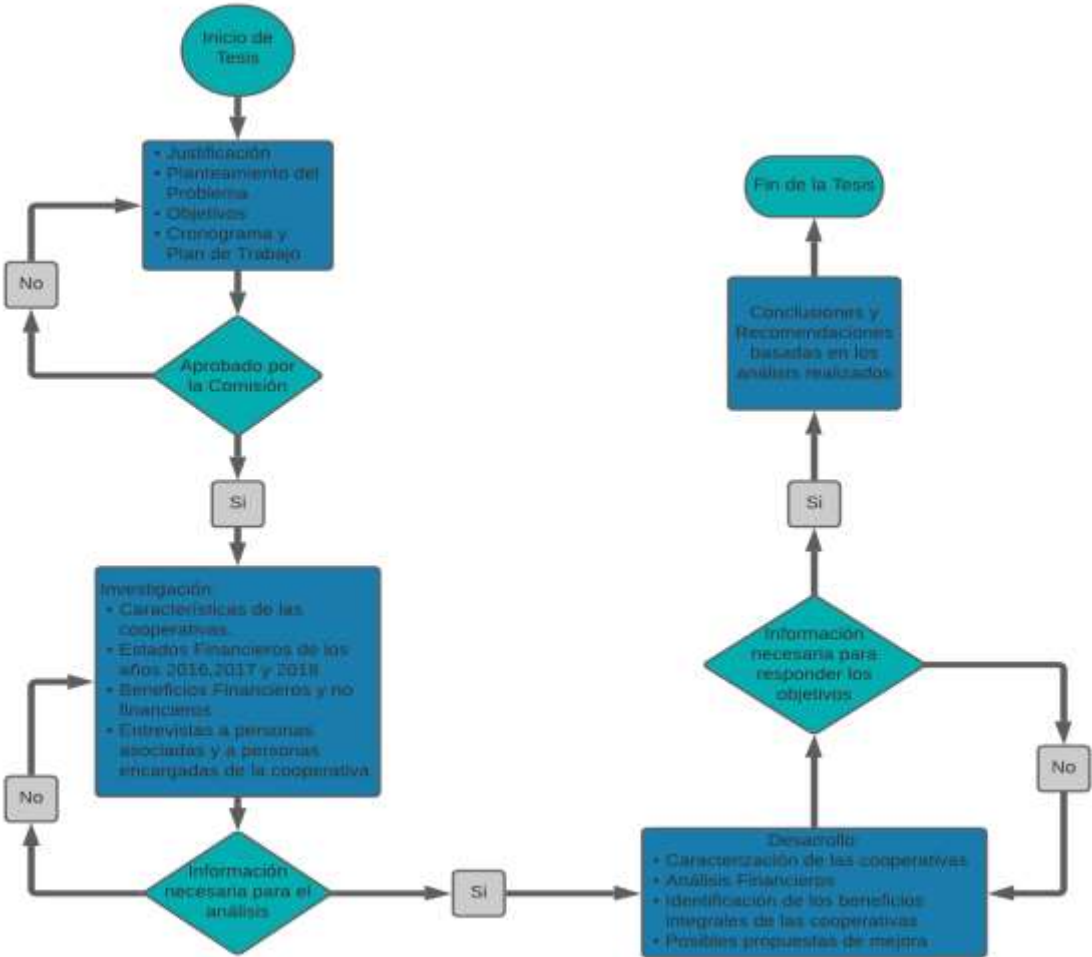 Inicio de
Tesis
• Justificación
• Planteamiento del
Problema
• Objetivos
• Cronograma y
Plan de Trabajo
No
Aprobado por
la Comisión
Si
Investigación:
• Características de las
cooperativas.
• Estados Financieros de los
años 2016,2017 y 2018
• Beneficios Financieros y no
financieros
• Entrevistas a personas
asociadas y a personas
encargadas de la cooperativa
No
Información
necesaria para el
análisis
Si
Desarrollo:
• Caracterización de las cooperativas
• Análisis Financieros
• Identificación de los beneficios
integrales de las cooperativas
• Posibles propuestas de mejora
No
Información
necesaria para
responder los
objetivos
Si
Conclusiones y
Recomendaciones
basadas en los
análisis realizados
Fin de la Tesis